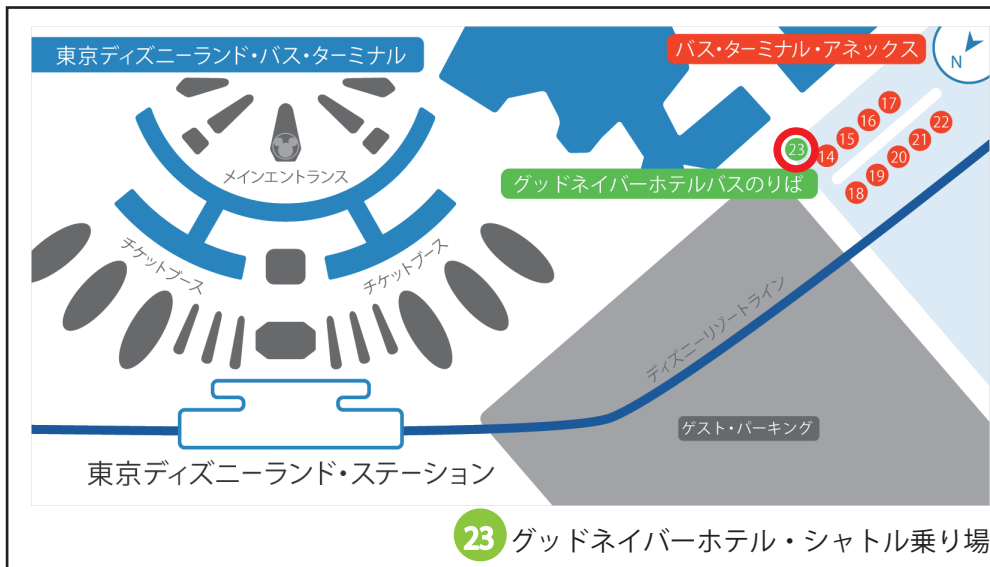 東京ディズニーランド・バス・ターミナル
バス・ターミナル・アネックス
N
17
16
15
14
23
22
21
20
19
18
メインエントランス
グッドネイバーホテルバスのりば
チケットブース
チケットブース
ディズニーリゾートライン
ゲスト・パーキング
東京ディズニーランド・ステーション
23 グッドネイバーホテル・シャトル乗り場